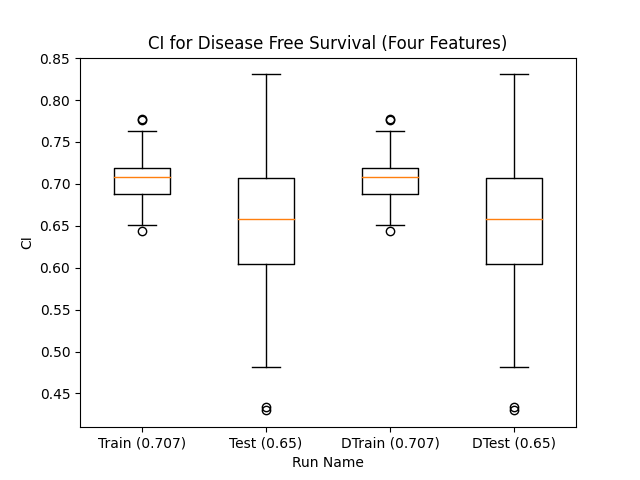 CI for Disease Free Survival (Four Features)
0.85
0.80
0.75
0.70
0.65
0.60
0.55
0.50
0.45
CI
Train (0.707) Test (0.65) DTrain (0.707) DTest (0.65)
Run Name